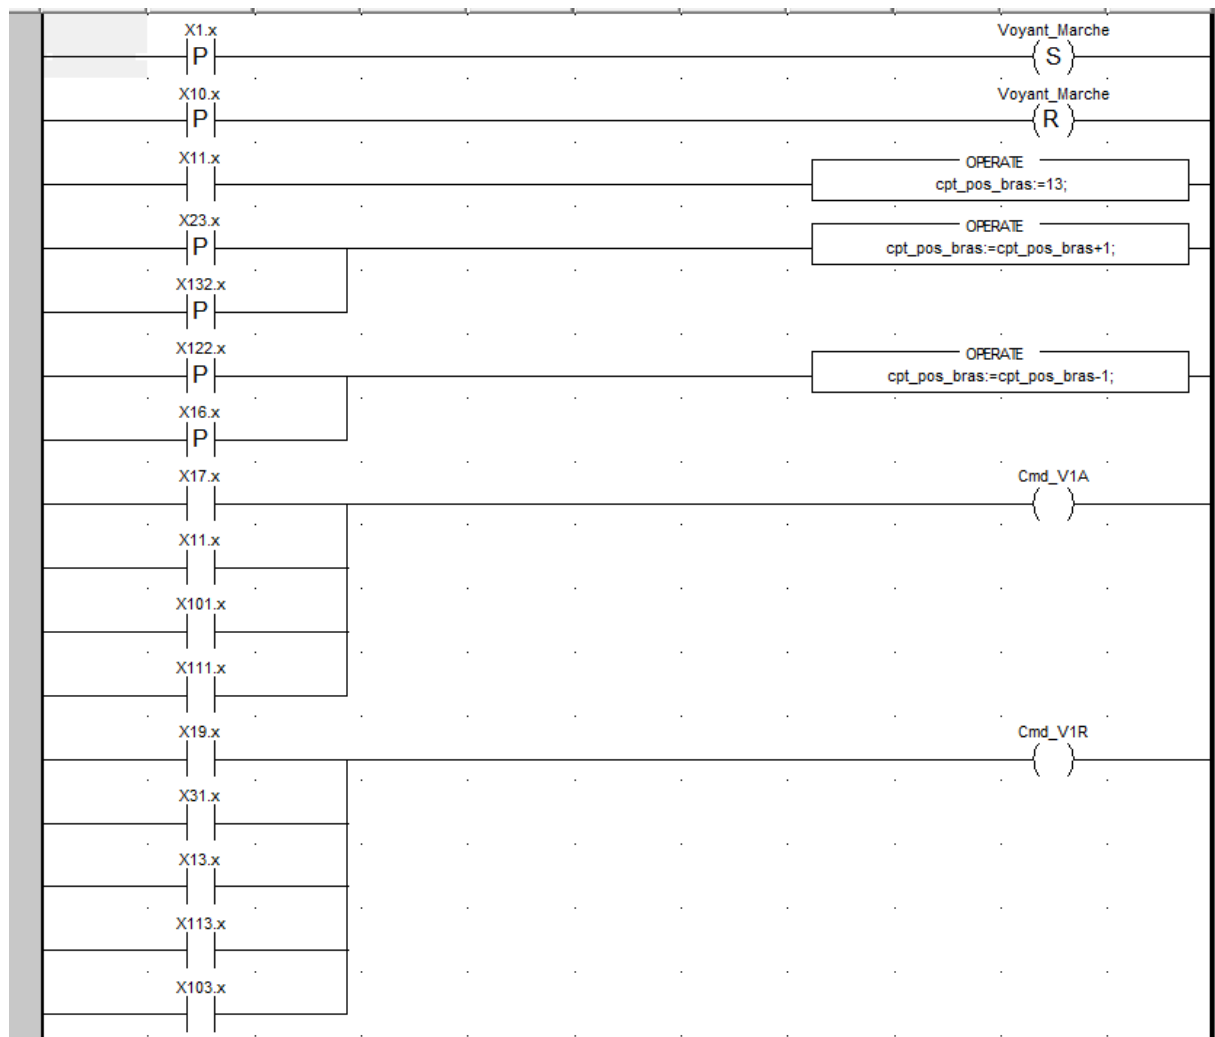 X1.x Voyant_Marche
P S
X10.x Voyant_Marche
P R
X11.x OPERATE
cpt_pos_bras:=13;
X23.x OPERATE
P cpt_pos_bras:=cpt_pos_bras+1;
X132.x
P
X122.x OPERATE
P cpt_pos_bras:=cpt_pos_bras-1;
X16.x
P
X17.x Cmd_V1A
X11.x
X101.x
X111.x
X19.x Cmd_V1R
X31.x
X13.x
X113.x
X103.x